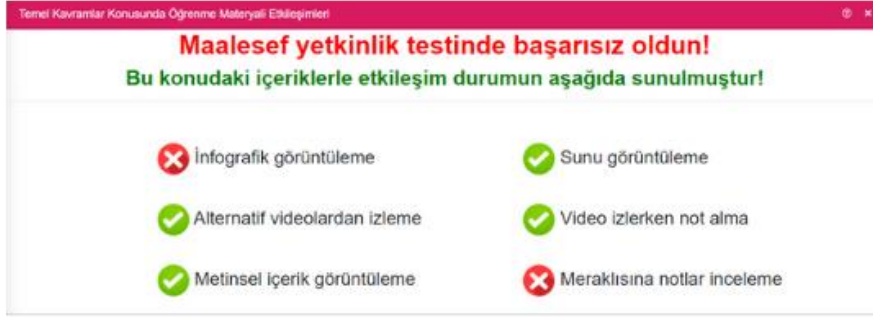 Temel Kavramlar Konusunda Öğrenme Materyali Etkileşimleri
Maalesef yetkinlik testinde başarısız oldun!
Bu konudaki içeriklerle etkileşim durumun aşağıda sunulmuştur!
İnfografik görüntüleme
Sunu görüntüleme
Alternatif videolardan izleme
Video izlerken not alma
Metinsel içerik görüntüleme
Meraklısına notlar inceleme